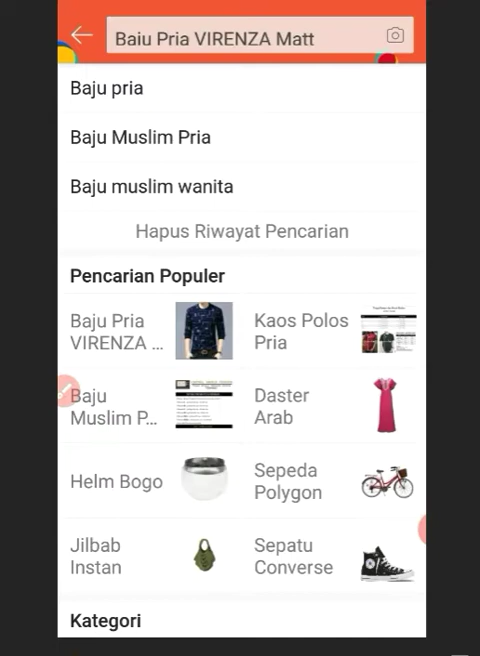 Baju Pria VIRENZA Matt
Baju pria
Baju Muslim Pria
Baju muslim wanita
Hapus Riwayat Pencarian
Pencarian Populer
Baju Pria
VIRENZA ...
Kaos Polos
Pria
Baju
Muslim P...
Daster
Arab
Helm Bogo
Sepeda
Polygon
Jilbab
Instan
Sepatu
Converse
Kategori